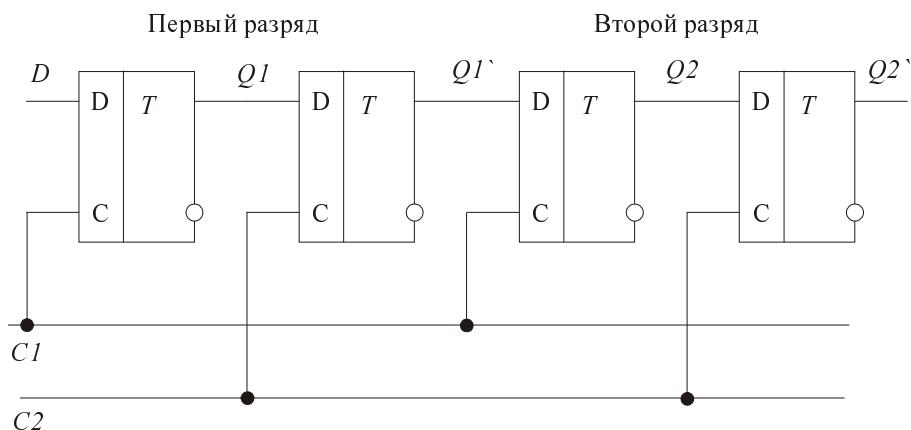 Первый разряд Второй разряд
D Q1 Q1` Q2 Q2`
D T D T D T D T
C C C C
C1
C2